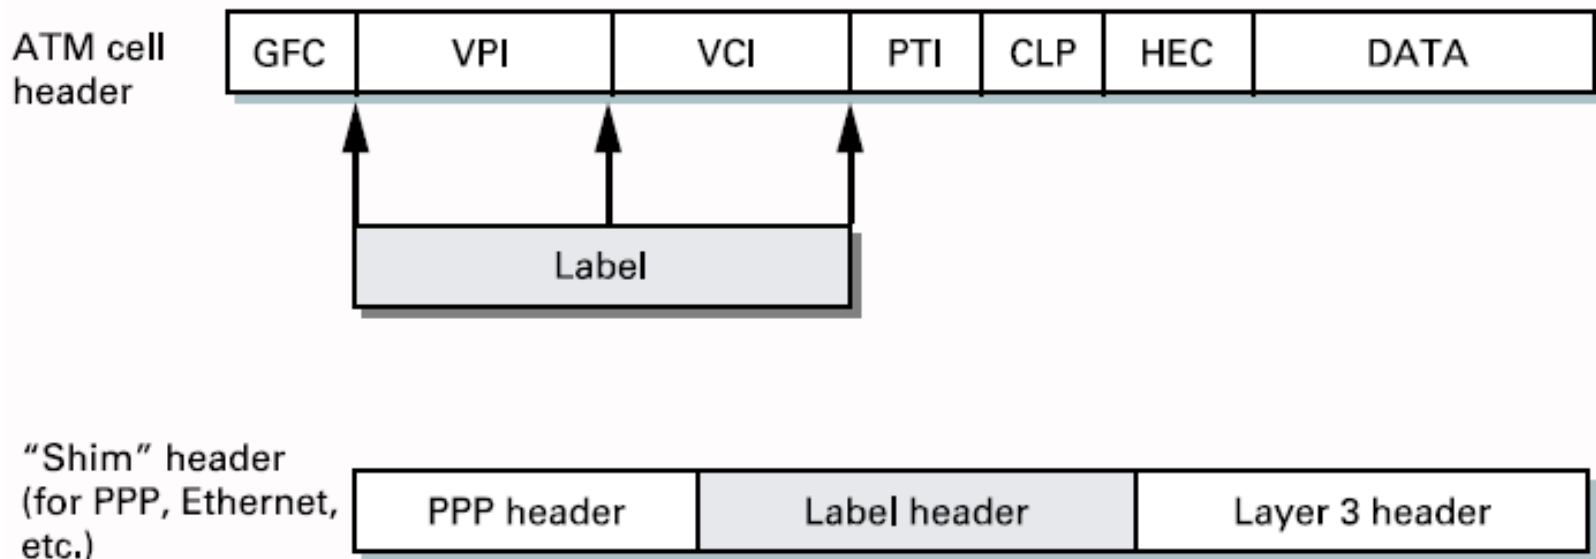 ATM cell
header
GFC VPI VCI PTI CLP HEC DATA
Label
“Shim” header
(for PPP, Ethernet,
etc.)
PPP header Label header Layer 3 header